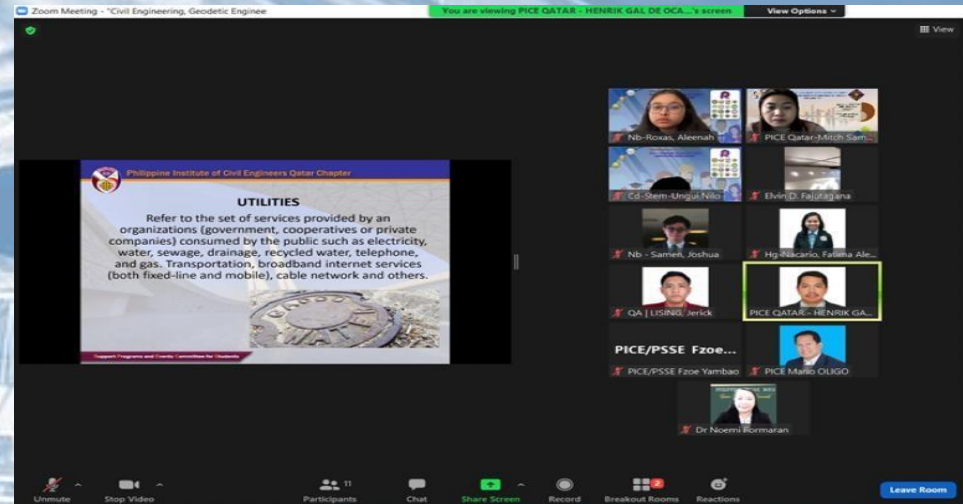 Zoom Meeting - "Civil Engineering, Geodetic Enginee
You are viewing PICE QATAR - HENRIK GAL DE OCA...'s screen
View Options
View
Philippine Institute of Civil Engineers Qatar Chapter
UTILITIES
Refer to the set of services provided by an
organizations (government, cooperatives or private
companies) consumed by the public such as electricity,
water, sewage, drainage, recycled water, telephone,
and gas. Transportation, broadband internet services
(both fixed-line and mobile), cable network and others.
WATER
Support Programs and Events Committee for Students
Nb-Roxas, Aleenah
PICE Qatar-Mitch Sam...
Cd-Stem-Ungui,Nilo
Elvin D. Fajutagana
Nb - Samen, Joshua
Hg-Nacario, Fatima Ale...
QA | LISING, Jerick
PICE QATAR - HENRIK GA...
PICE/PSSE Fzoe...
PICE/PSSE Fzoe Yambao
PICE Mario OLIGO
Dr Noemi Formaran
Unmute
Stop Video
11
Participants
Chat
Share Screen
Record
2
Breakout Rooms
Reactions
Leave Room